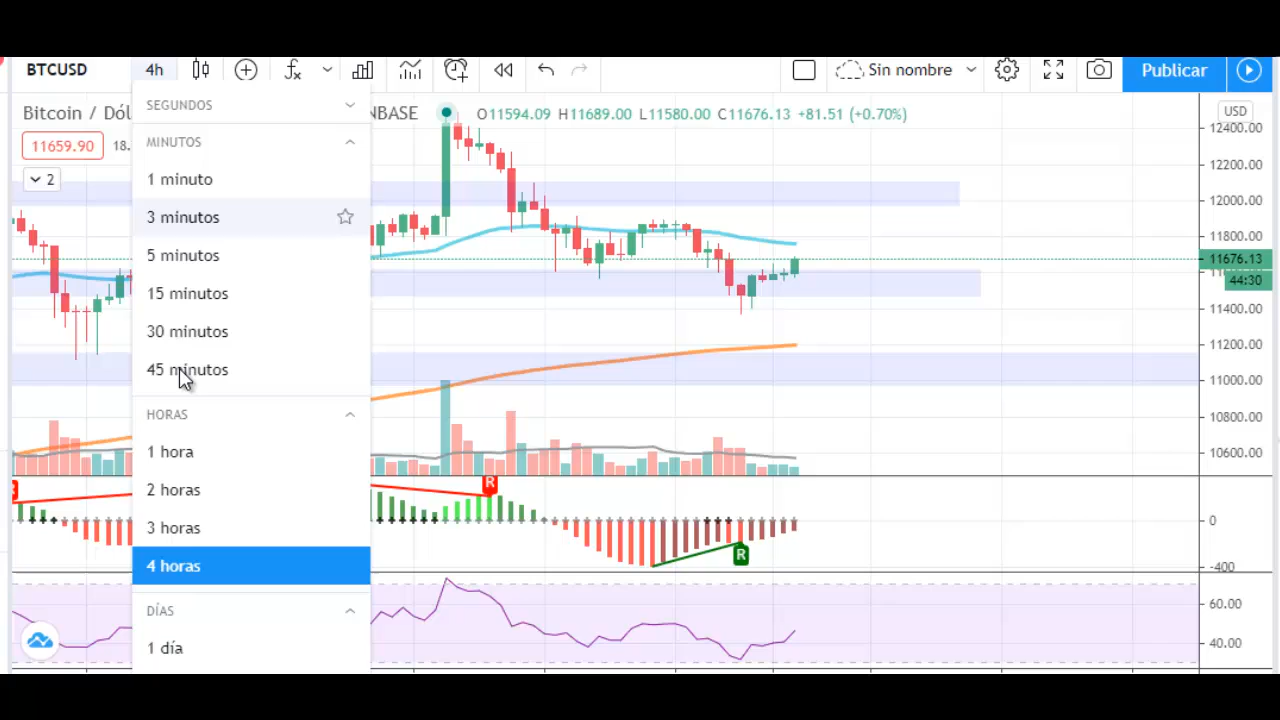 BTCUSD
4h
Sin nombre
Publicar
Bitcoin / Dól
NBASE
O11594.09 H11689.00 L11580.00 C11676.13 +81.51 (+0.70%)
USD
11659.90
18.
2
SEGUNDOS
MINUTOS
1 minuto
3 minutos
5 minutos
15 minutos
30 minutos
45 minutos
HORAS
1 hora
2 horas
3 horas
4 horas
DÍAS
1 día
12400.00
12200.00
12000.00
11800.00
11676.13
44:30
11400.00
11200.00
11000.00
10800.00
10600.00
R
R
0
-400
60.00
40.00